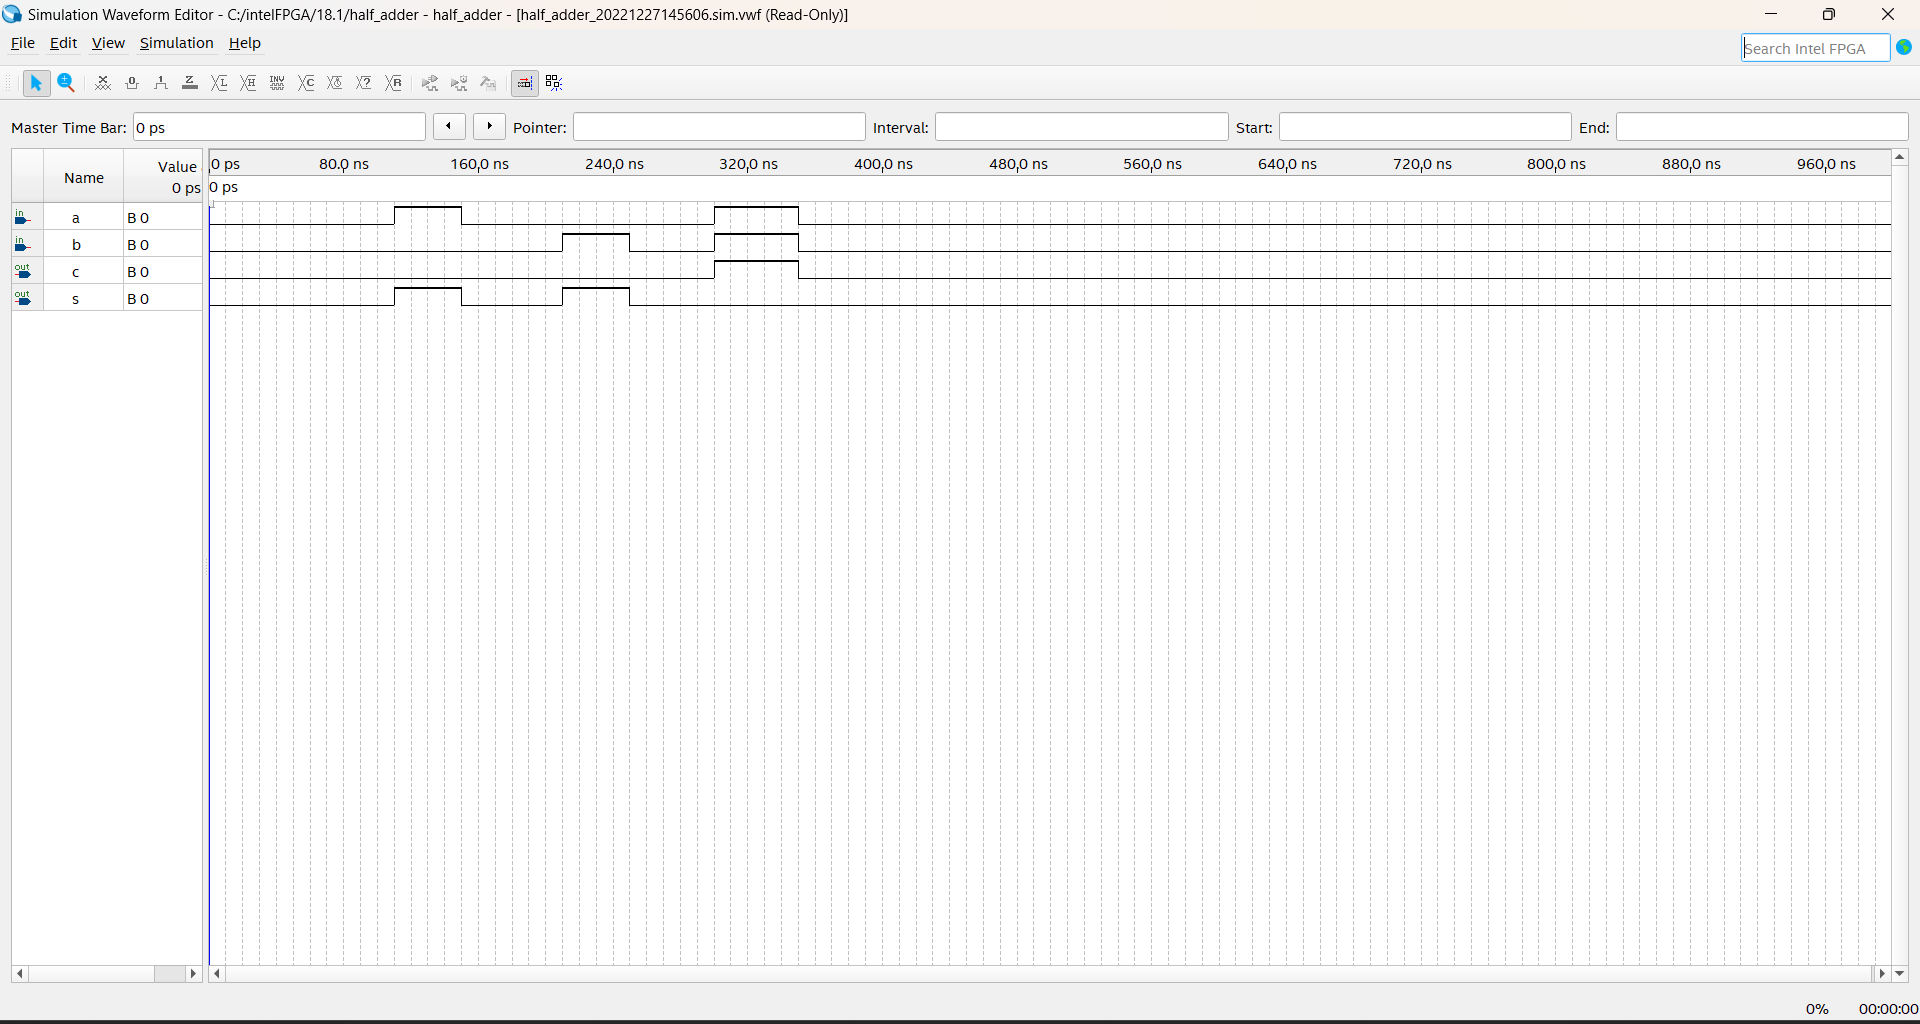 Simulation Waveform Editor - C:/intelFPGA/18.1/half_adder - half_adder - [half_adder_20221227145606.sim.vwf (Read-Only)]
File Edit View Simulation Help
Search Intel FPGA
Master Time Bar: 0 ps Pointer: Interval: Start: End:
Name Value 0 ps
0 ps 80,0 ns 160,0 ns 240,0 ns 320,0 ns 400,0 ns 480,0 ns 560,0 ns 640,0 ns 720,0 ns 800,0 ns 880,0 ns 960,0 ns
0 ps
in a B 0
in b B 0
out c B 0
out s B 0
0% 00:00:00